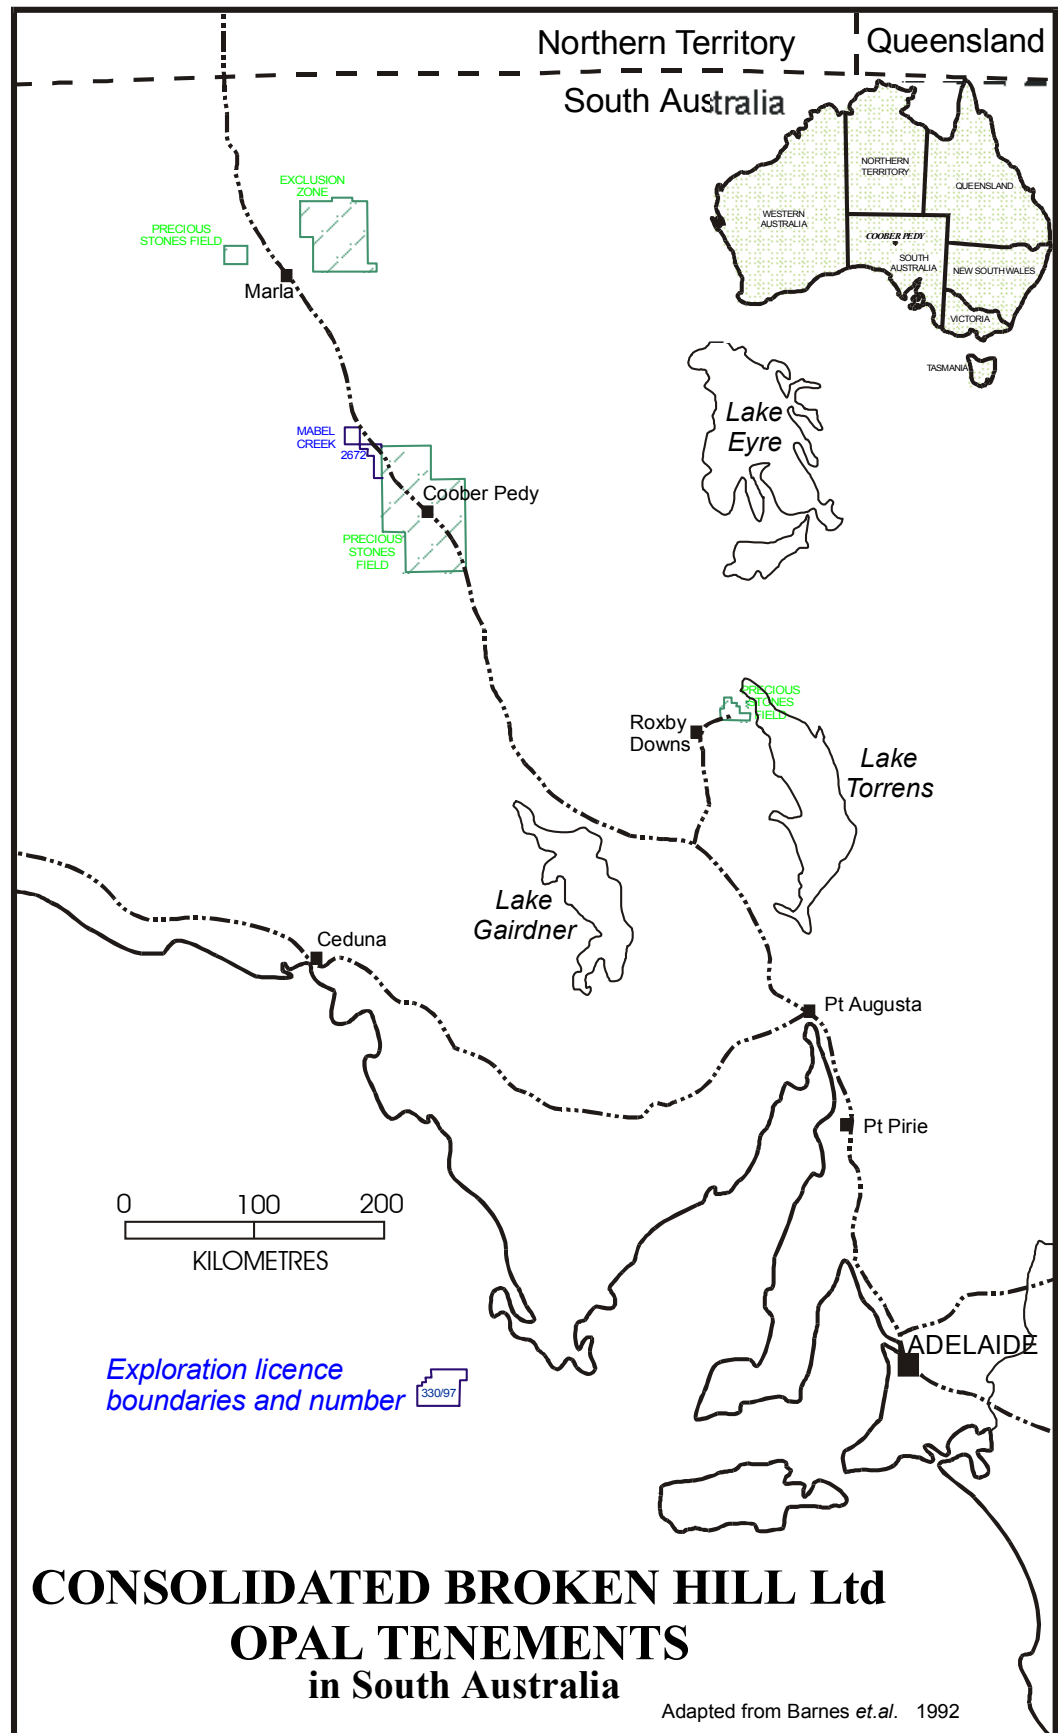 Northern Territory
Queensland
South Australia
EXCLUSION
ZONE
PRECIOUS
STONES FIELD
Marla
NORTHERN
TERRITORY
QUEENSLAND
WESTERN
AUSTRALIA
COOBER PEDY
SOUTH
AUSTRALIA
NEW SOUTH WALES
VICTORIA
TASMANIA
Lake
Eyre
MABEL
CREEK
2672
Coober Pedy
PRECIOUS
STONES
FIELD
PRECIOUS
STONES
FIELD
Roxby
Downs
Lake
Torrens
Lake
Gairdner
Ceduna
Pt Augusta
Pt Pirie
0 100 200
KILOMETRES
ADELAIDE
Exploration licence
boundaries and number
330/97
CONSOLIDATED BROKEN HILL Ltd
OPAL TENEMENTS
in South Australia
Adapted from Barnes et.al. 1992